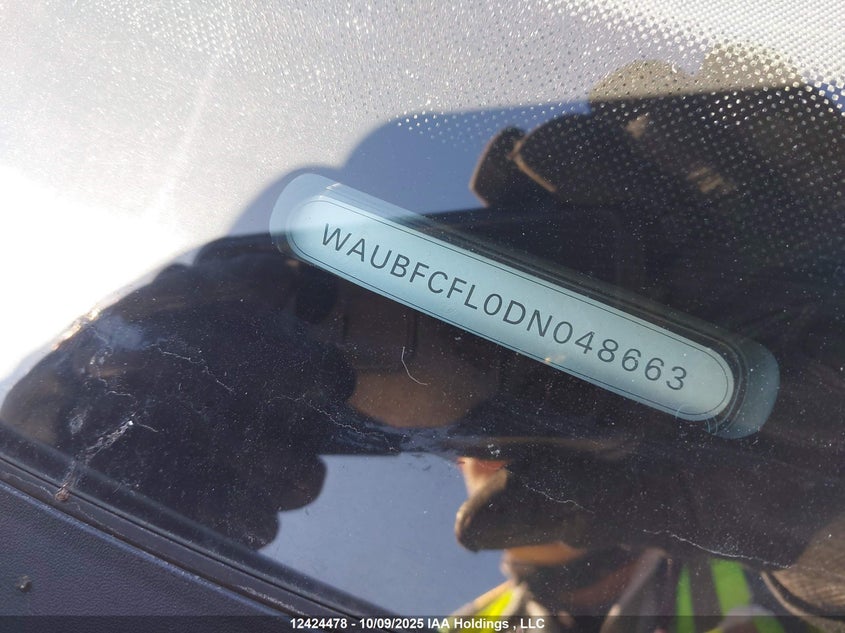 WAUBFCFL0DN048663
12424478 - 10/09/2025 IAA Holdings , LLC